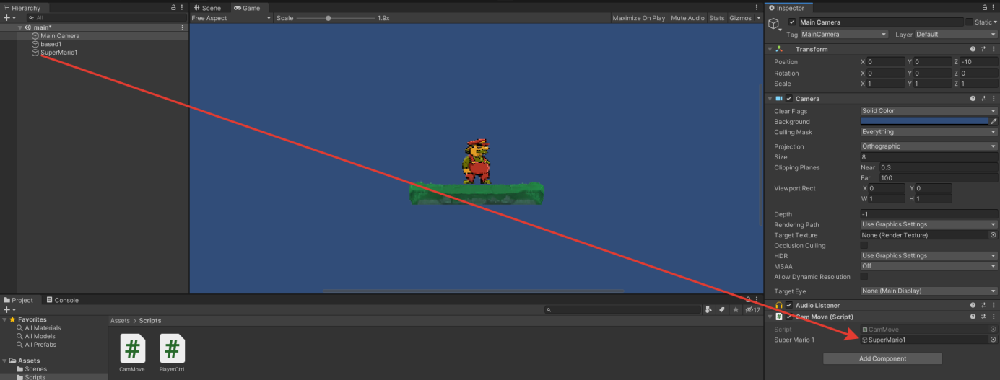 Hierarchy
All
main*
Main Camera
based1
SuperMario1
Scene
Game
Free Aspect
Scale
1.9x
Maximize On Play
Mute Audio
Stats
Gizmos
Inspector
Main Camera
Static
Tag MainCamera
Layer Default
Transform
Position X 0 Y 0 Z -10
Rotation X 0 Y 0 Z 0
Scale X 1 Y 1 Z 1
Camera
Clear Flags Solid Color
Background
Culling Mask Everything
Projection Orthographic
Size 8
Clipping Planes Near 0.3
Far 100
Viewport Rect X 0 Y 0
W 1 H 1
Depth -1
Rendering Path Use Graphics Settings
Target Texture None (Render Texture)
Occlusion Culling
HDR Use Graphics Settings
MSAA Off
Allow Dynamic Resolution
Target Eye None (Main Display)
Audio Listener
Cam Move (Script)
Script CamMove
Super Mario 1 SuperMario1
Add Component
Project
Console
17
Favorites
All Materials
All Models
All Prefabs
Assets
Scenes
Scripts
Assets > Scripts
CamMove
PlayerCtrl